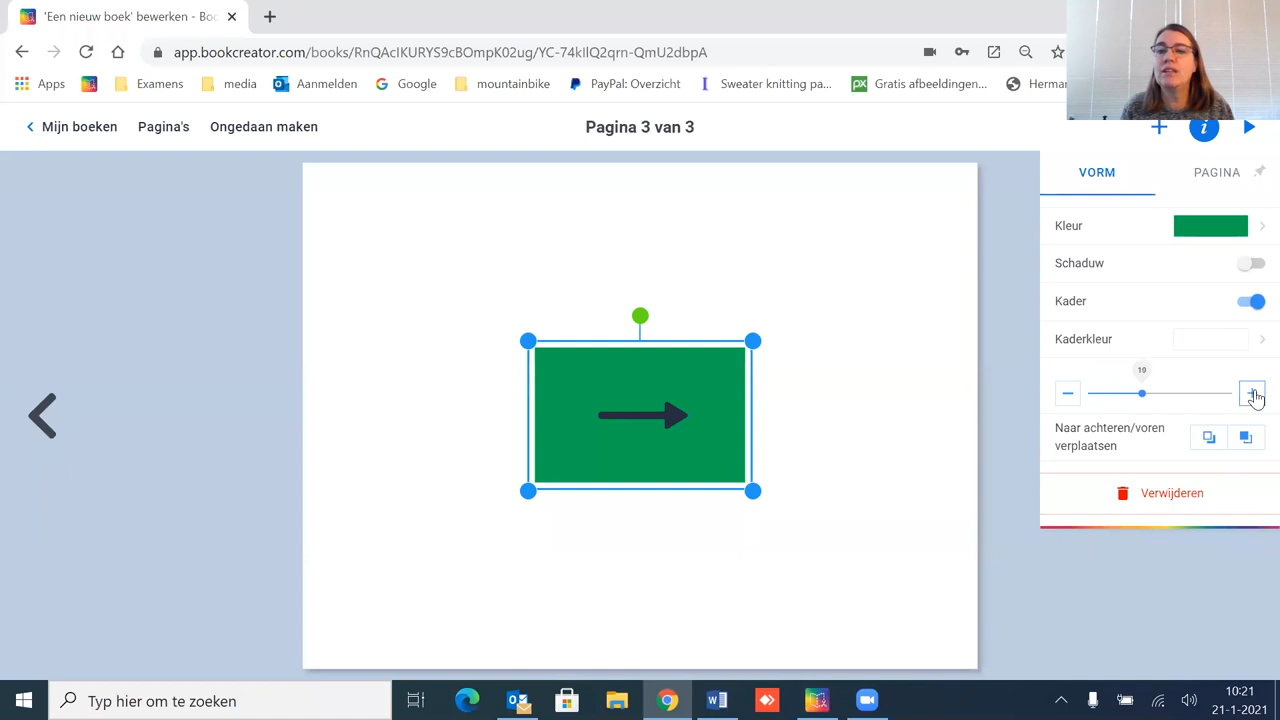 'Een nieuw boek' bewerken - Boo
app.bookcreator.com/books/RnQAcIKURYS9cBOmpK02ug/YC-74kIlQ2qrn-QmU2dbpA
Apps Examens media Aanmelden Google mountainbike PayPal: Overzicht Sweater knitting pa... Gratis afbeeldingen... Herma
Mijn boeken Pagina's Ongedaan maken Pagina 3 van 3
VORM PAGINA
Kleur
Schaduw
Kader
Kaderkleur
10
Naar achteren/voren
verplaatsen
Verwijderen
Typ hier om te zoeken
10:21
21-1-2021